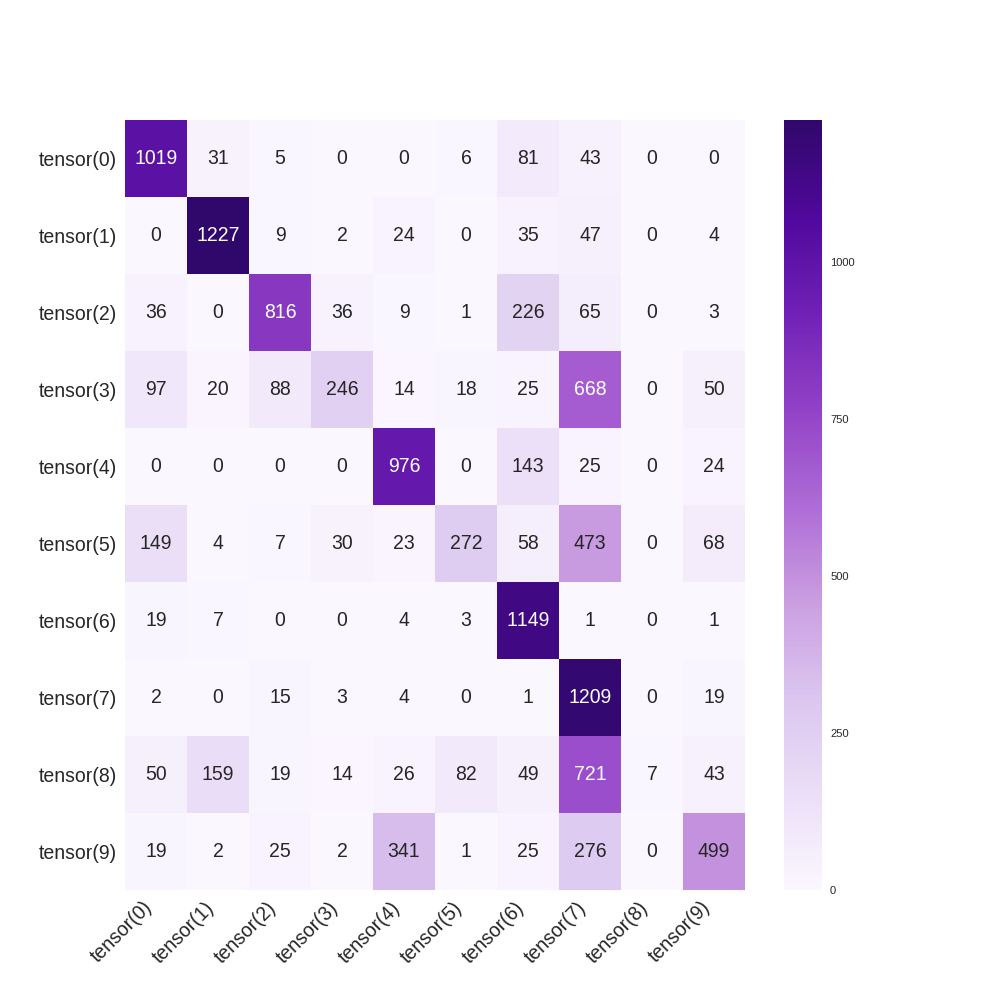 tensor(0) 1019 31 5 0 0 6 81 43 0 0
tensor(1) 0 1227 9 2 24 0 35 47 0 4
1000
tensor(2) 36 0 816 36 9 1 226 65 0 3
tensor(3) 97 20 88 246 14 18 25 668 0 50
750
tensor(4) 0 0 0 0 976 0 143 25 0 24
tensor(5) 149 4 7 30 23 272 58 473 0 68
500
tensor(6) 19 7 0 0 4 3 1149 1 0 1
tensor(7) 2 0 15 3 4 0 1 1209 0 19
250
tensor(8) 50 159 19 14 26 82 49 721 7 43
tensor(9) 19 2 25 2 341 1 25 276 0 499
0
tensor(0) tensor(1) tensor(2) tensor(3) tensor(4) tensor(5) tensor(6) tensor(7) tensor(8) tensor(9)